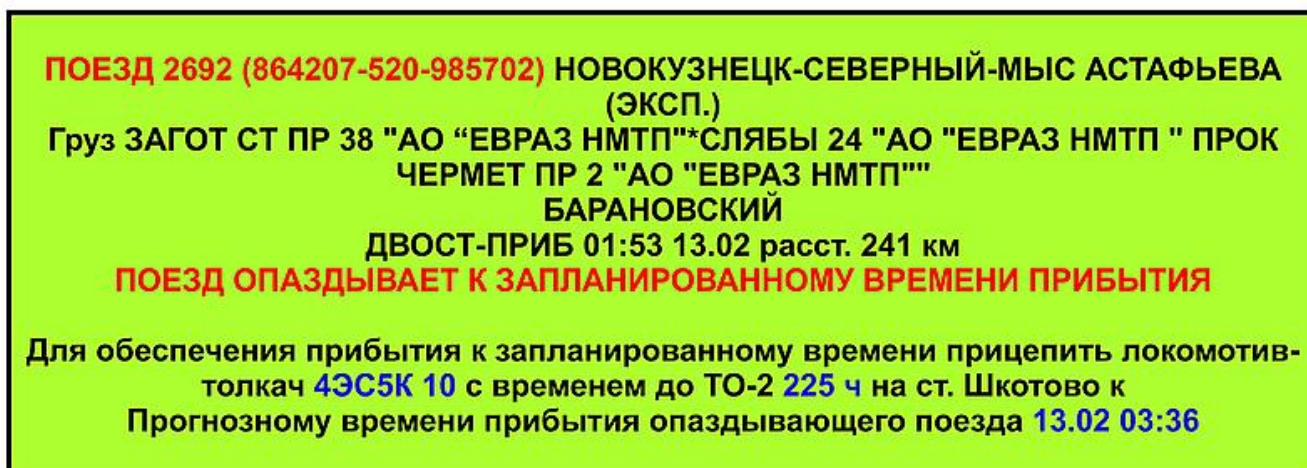 ПОЕЗД 2692 (864207-520-985702) НОВОКУЗНЕЦК-СЕВЕРНЫЙ-МЫС АСТАФЬЕВА
(ЭКСП.)
Груз ЗАГОТ СТ ПР 38 "АО “ЕВРАЗ НМТП"*СЛЯБЫ 24 "АО "ЕВРАЗ НМТП " ПРОК
ЧЕРМЕТ ПР 2 "АО "ЕВРАЗ НМТП""
БАРАНОВСКИЙ
ДВОСТ-ПРИБ 01:53 13.02 расст. 241 км
ПОЕЗД ОПАЗДЫВАЕТ К ЗАПЛАНИРОВАННОМУ ВРЕМЕНИ ПРИБЫТИЯ
Для обеспечения прибытия к запланированному времени прицепить локомотив-
толкач 4ЭС5К 10 с временем до ТО-2 225 ч на ст. Шкотово к
Прогнозному времени прибытия опаздывающего поезда 13.02 03:36